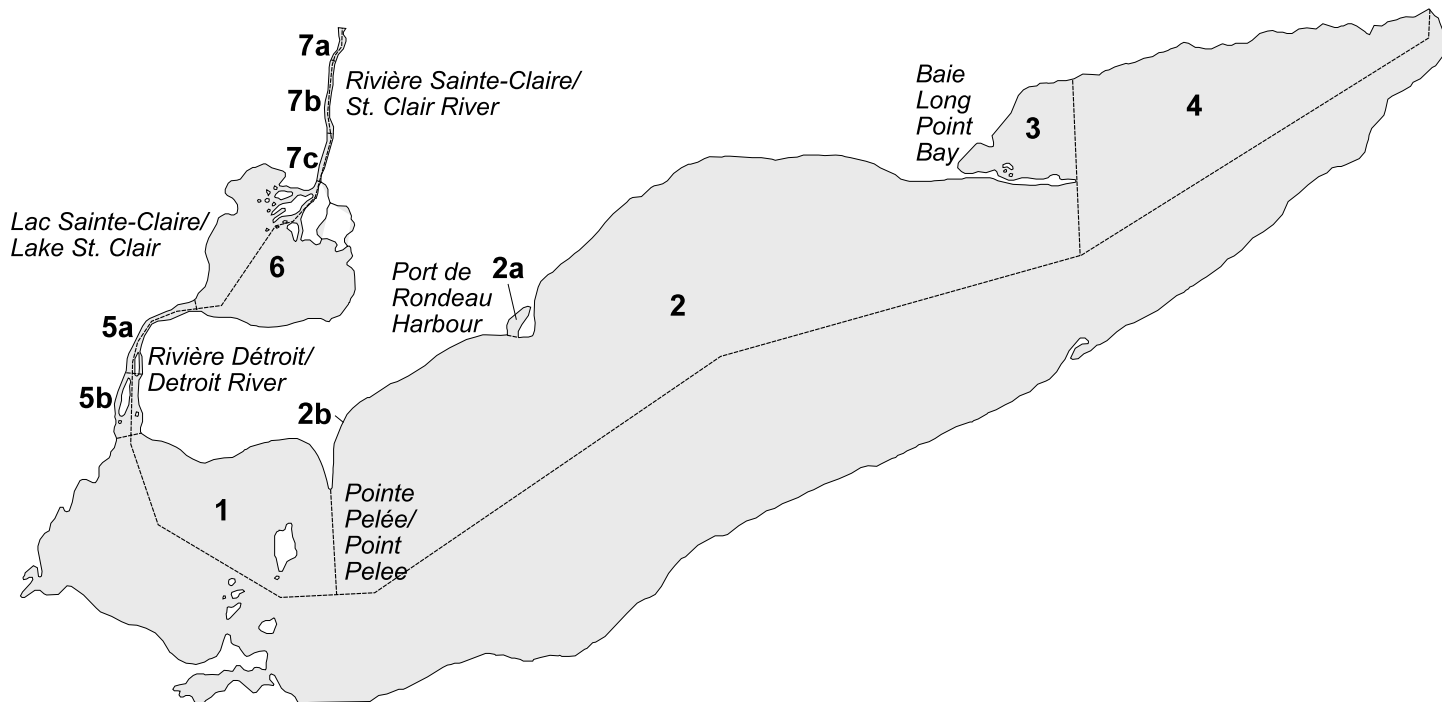 7a
Rivière Sainte-Claire/
St. Clair River
7b
7c
Baie
Long
Point
Bay
3
4
Lac Sainte-Claire/
Lake St. Clair
6
Port de
Rondeau
Harbour
2a
2
5a
Rivière Détroit/
Detroit River
5b
2b
1
Pointe
Pelée/
Point
Pelee